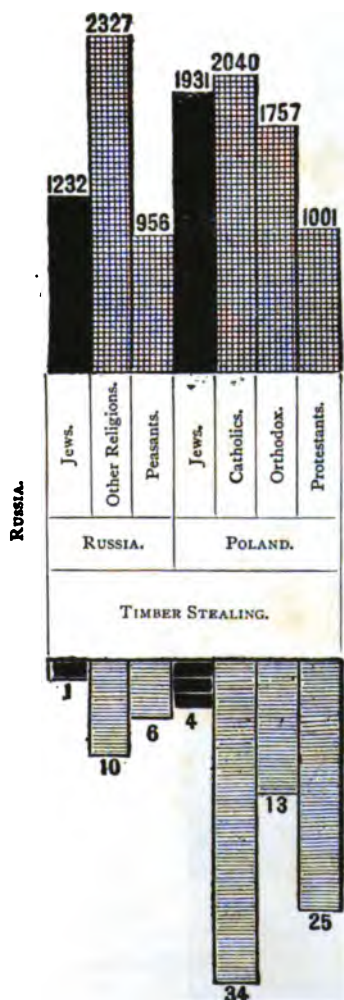 2327
2040
1931
1757
1232
1001
956
Jews.
Other Religions.
Peasants.
Jews.
Catholics.
Orthodox.
Protestants.
RUSSIA.
RUSSIA.
POLAND.
TIMBER STEALING.
1
10
6
4
34
13
25